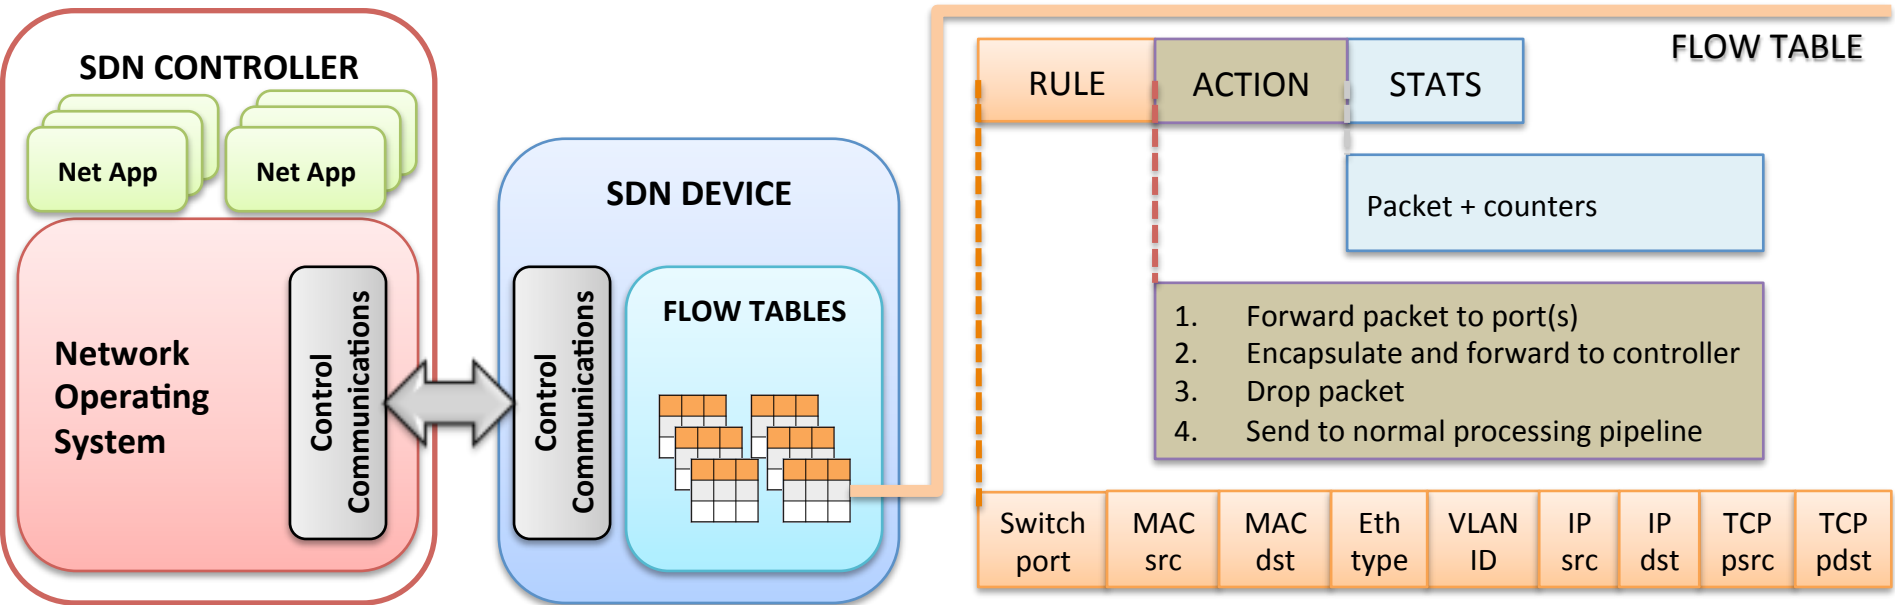 SDN CONTROLLER
Net App
Net App
Network
Operating
System
Control
Communications
SDN DEVICE
Control
Communications
FLOW TABLES
FLOW TABLE
RULE
ACTION
STATS
Packet + counters
1. Forward packet to port(s)
2. Encapsulate and forward to controller
3. Drop packet
4. Send to normal processing pipeline
Switch
port
MAC
src
MAC
dst
Eth
type
VLAN
ID
IP
src
IP
dst
TCP
psrc
TCP
pdst